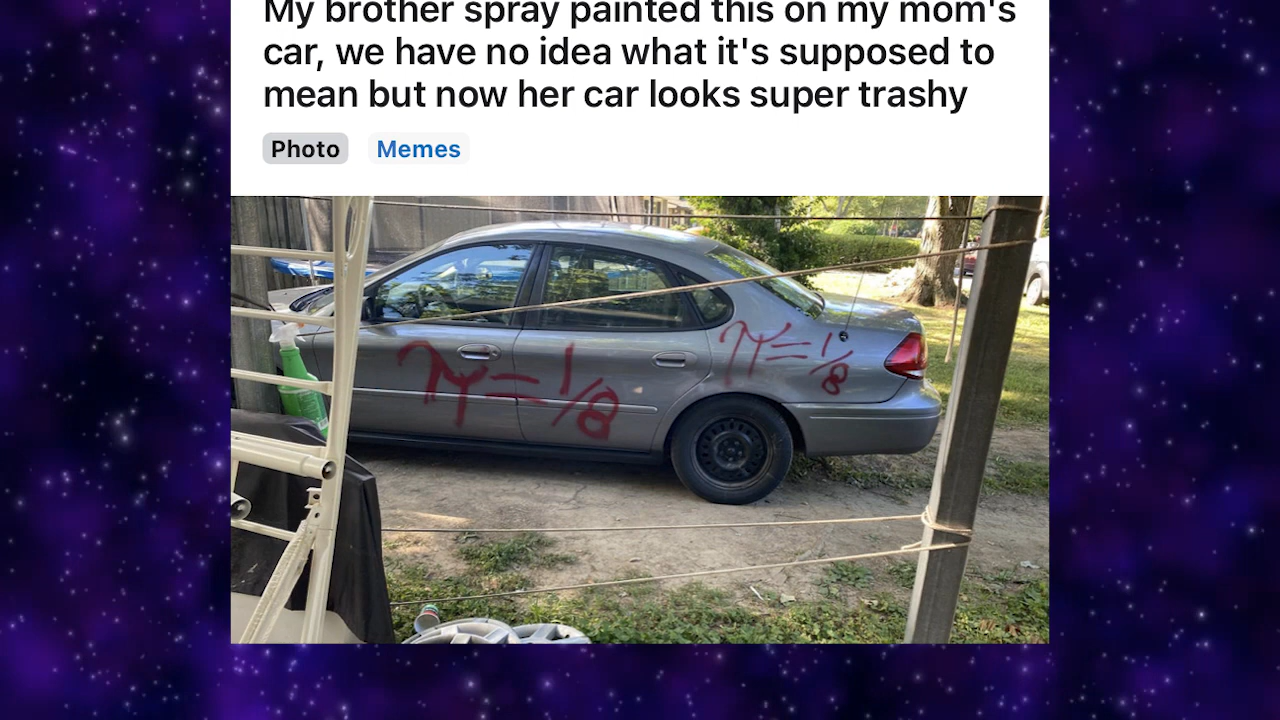 My brother spray painted this on my mom's
car, we have no idea what it's supposed to
mean but now her car looks super trashy
Photo Memes
=1/8
=1/8